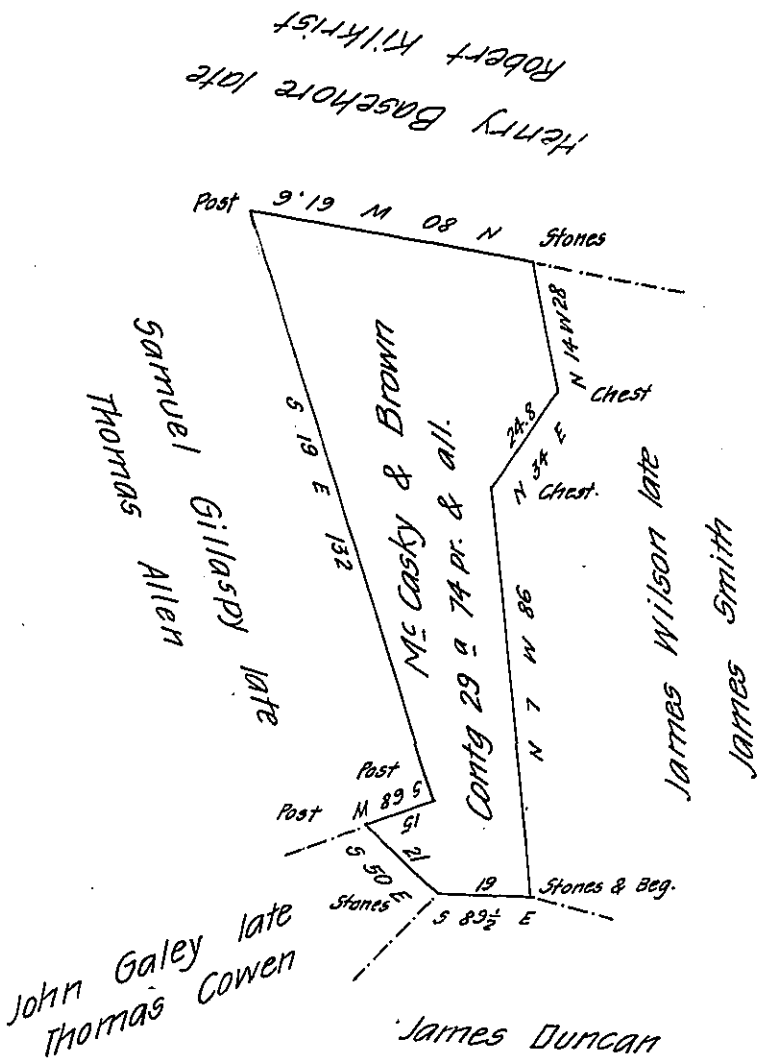 Robert Kilkrist
Henry Basehore late
Post
N 80 W 61.6
Stones
N 14 W 28
Chest
24.8
N 34 E
Chest.
Samuel Gillaspy late
Thomas Allen
S 19 E 132
Mc Casky & Brown
Contg 29 a 74 pr. & all.
N 7 W 86
James Wilson late
James Smith
Post
Post
S 68 W
15
21
S 50 E
Stones
19
S 89½ E
Stones & Beg.
John Galey late
Thomas Cowen
James Duncan